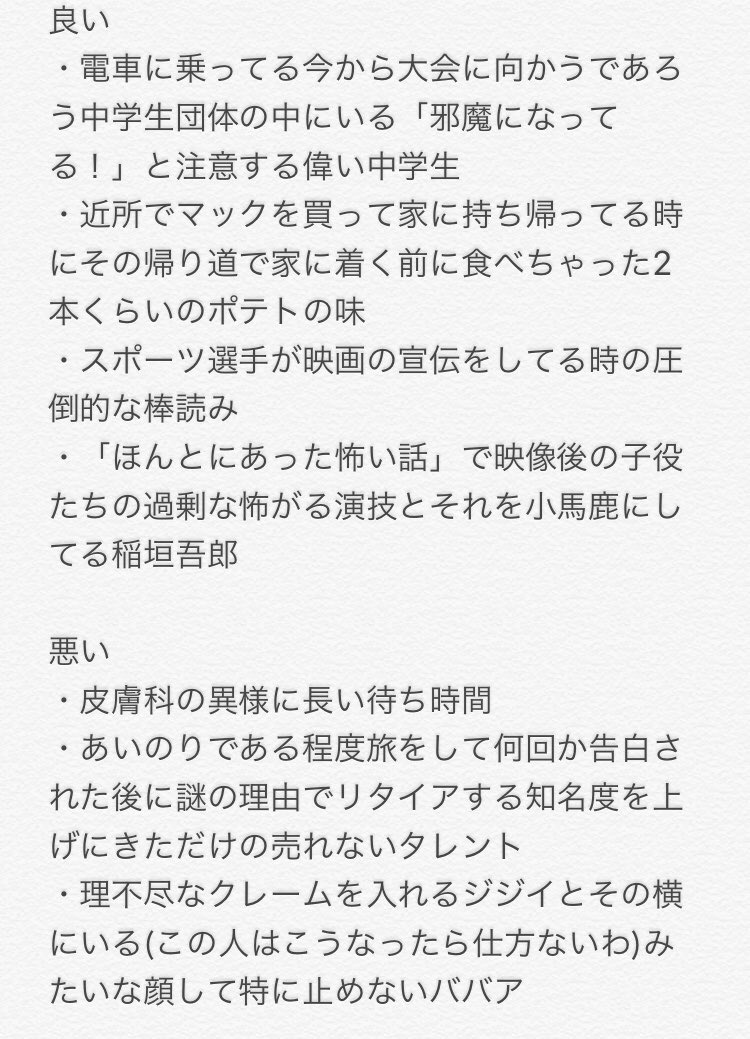 良い
・電車に乗ってる今から大会に向かうであろ
う中学生団体の中にいる「邪魔になって
る！」と注意する偉い中学生
・近所でマックを買って家に持ち帰ってる時
にその帰り道で家に着く前に食べちゃった2
本くらいのポテトの味
・スポーツ選手が映画の宣伝をしてる時の圧
倒的な棒読み
・「ほんとにあった怖い話」で映像後の子役
たちの過剰な怖がる演技とそれを小馬鹿にし
てる稲垣吾郎
悪い
・皮膚科の異様に長い待ち時間
・あいのりである程度旅をして何回か告白さ
れた後に謎の理由でリタイアする知名度を上
げにきただけの売れないタレント
・理不尽なクレームを入れるジジイとその横
にいる(この人はこうなったら仕方ないわ)み
たいな顔して特に止めないババア